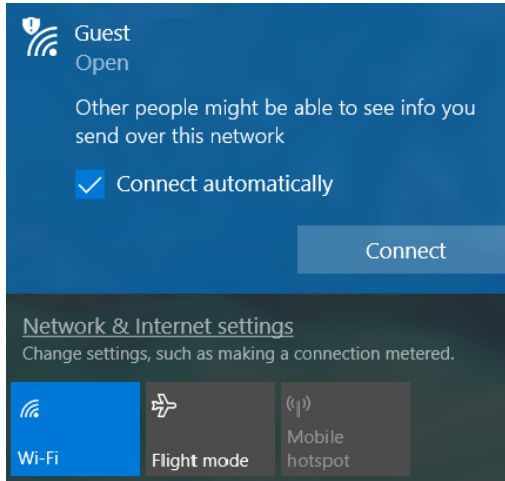 Guest
Open
Other people might be able to see info you
send over this network
Connect automatically
Connect
Network & Internet settings
Change settings, such as making a connection metered.
Wi-Fi
Flight mode
Mobile
hotspot